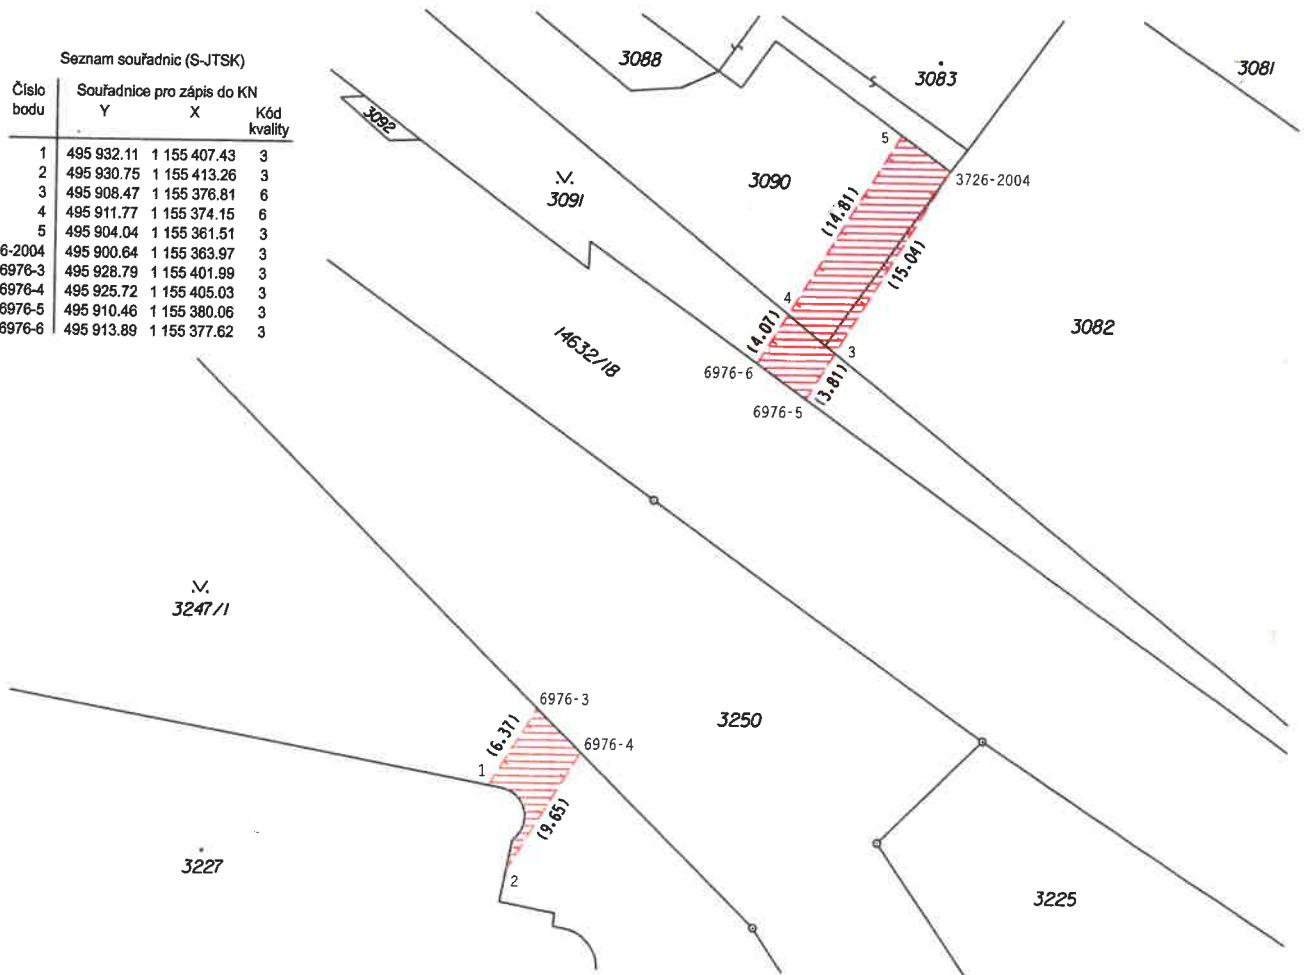 Seznam souřadnic (S-JTSK)
Číslo bodu Souřadnice pro zápis do KN
Y X Kód kvality
1 495 932.11 1 155 407.43 3
2 495 930.75 1 155 413.26 3
3 495 908.47 1 155 376.81 6
4 495 911.77 1 155 374.15 6
5 495 904.04 1 155 361.51 3
6-2004 495 900.64 1 155 363.97 3
6976-3 495 928.79 1 155 401.99 3
6976-4 495 925.72 1 155 405.03 3
6976-5 495 910.46 1 155 380.06 3
6976-6 495 913.89 1 155 377.62 3
3088
3083
3081
3092
5
3090
3726-2004
3091
(14.81)
(15.04)
4
3082
(4.07)
14632/18
3
6976-6
(3.81)
6976-5
3247/1
6976-3
3250
(6.37)
6976-4
1
(9.65)
3227
2
3225